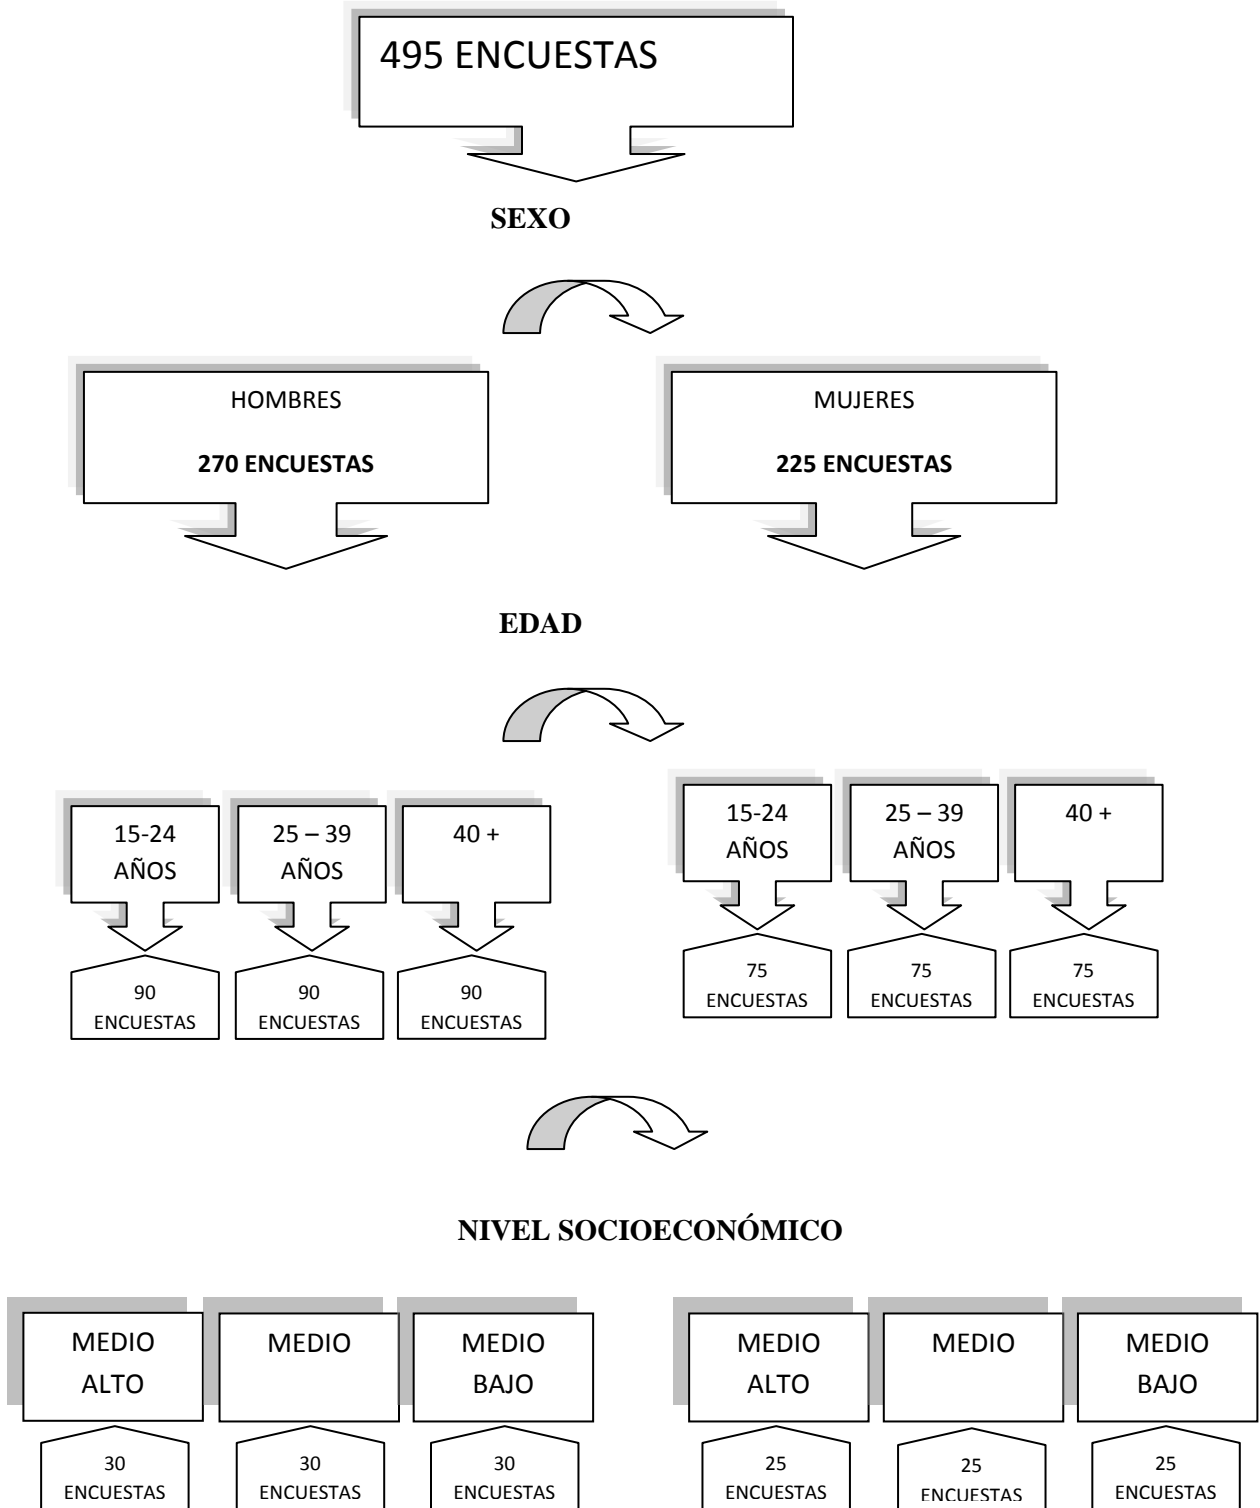 495 ENCUESTAS
SEXO
HOMBRES
270 ENCUESTAS
MUJERES
225 ENCUESTAS
EDAD
15-24
AÑOS
25 – 39
AÑOS
40 +
15-24
AÑOS
25 – 39
AÑOS
40 +
90
ENCUESTAS
90
ENCUESTAS
90
ENCUESTAS
75
ENCUESTAS
75
ENCUESTAS
75
ENCUESTAS
NIVEL SOCIOECONÓMICO
MEDIO
ALTO
MEDIO
MEDIO
BAJO
MEDIO
ALTO
MEDIO
MEDIO
BAJO
30
ENCUESTAS
30
ENCUESTAS
30
ENCUESTAS
25
ENCUESTAS
25
ENCUESTAS
25
ENCUESTAS